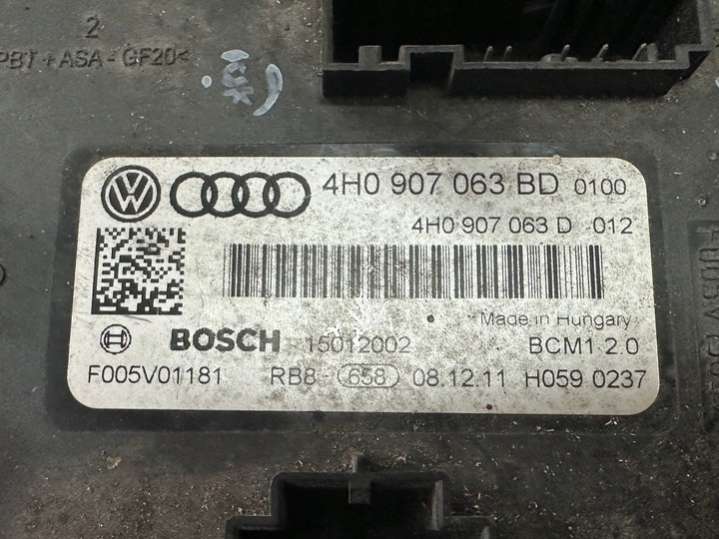 2
PBT+ASA-GF20<
4H0 907 063 BD 0100
4H0 907 063 D 012
Made in Hungary
BOSCH 15012002 BCM1 2.0
F005V01181 RB8- 658 08.12.11 H059 0237